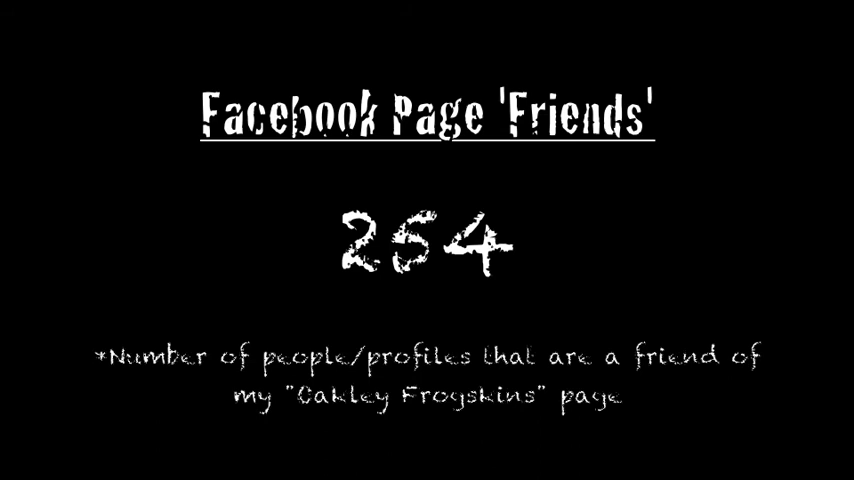 Facebook Page 'Friends'
254
*Number of people/profiles that are a friend of
my "Oakley Frogskins" page